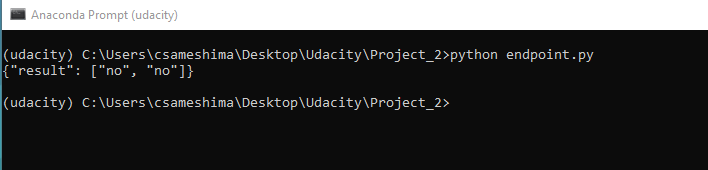 Anaconda Prompt (udacity)
(udacity) C:\Users\csameshima\Desktop\Udacity\Project_2>python endpoint.py
{"result": ["no", "no"]}
(udacity) C:\Users\csameshima\Desktop\Udacity\Project_2>